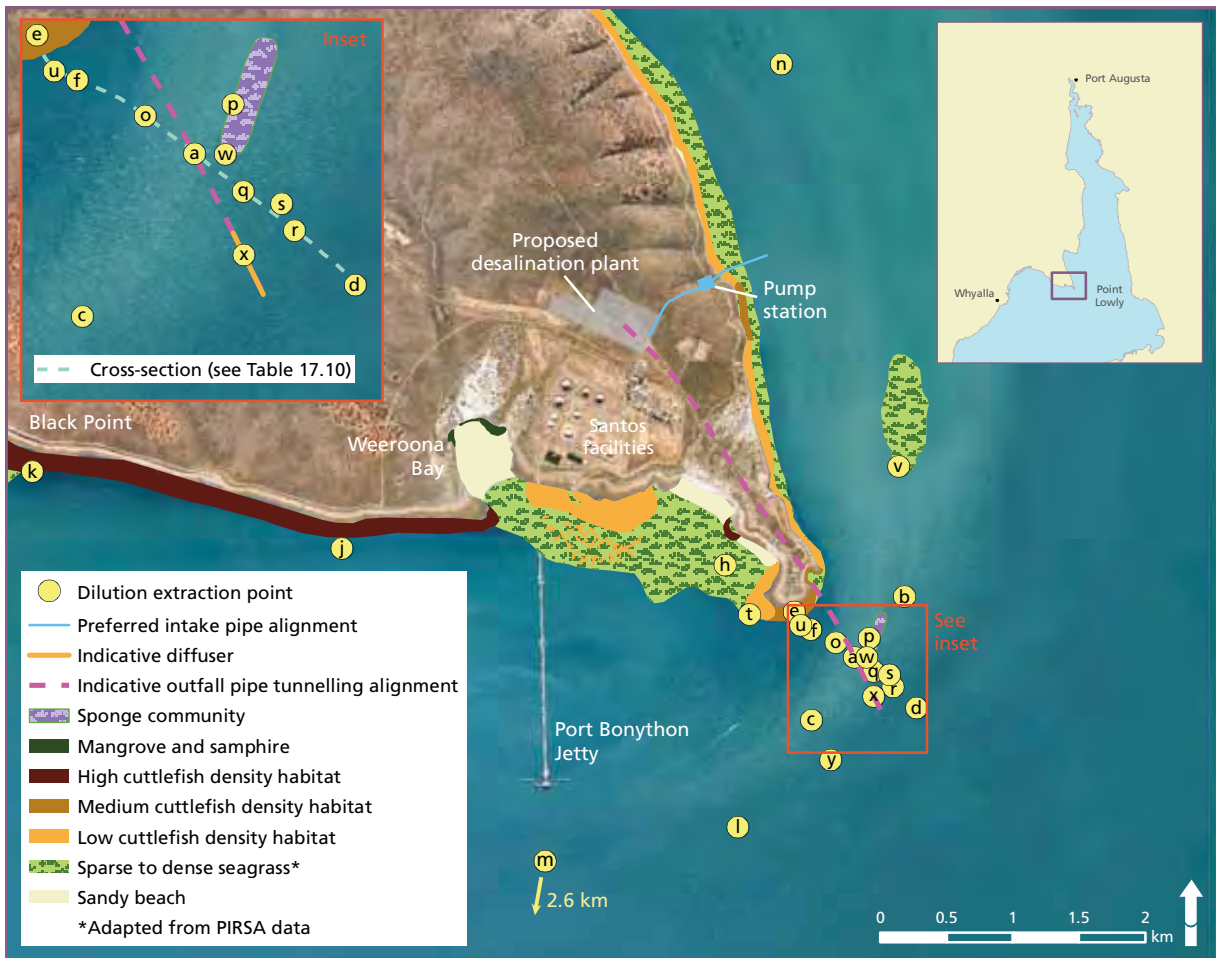 Inset
e
u
f
p
o
a
w
q
s
r
x
d
c
Cross-section (see Table 17.10)
n
Port Augusta
Whyalla
Point
Lowly
Proposed
desalination plant
Pump
station
Black Point
Weeroona
Bay
Santos
facilities
k
v
j
h
t
b
e
u
f
See
inset
o
p
a
w
q
s
r
x
d
c
y
Port Bonython
Jetty
l
m
2.6 km
Dilution extraction point
Preferred intake pipe alignment
Indicative diffuser
Indicative outfall pipe tunnelling alignment
Sponge community
Mangrove and samphire
High cuttlefish density habitat
Medium cuttlefish density habitat
Low cuttlefish density habitat
Sparse to dense seagrass*
Sandy beach
*Adapted from PIRSA data
0 0.5 1 1.5 2
km